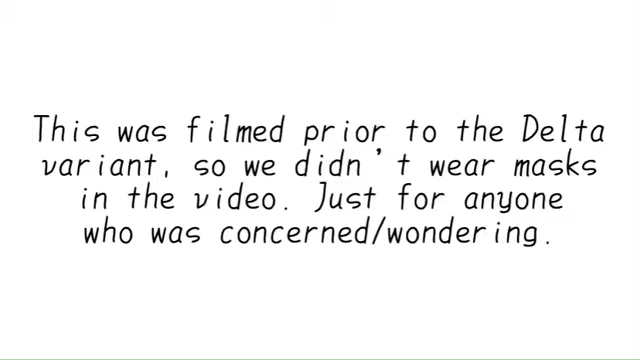 This was filmed prior to the Delta
variant, so we didn't wear masks
in the video. Just for anyone
who was concerned/wondering.